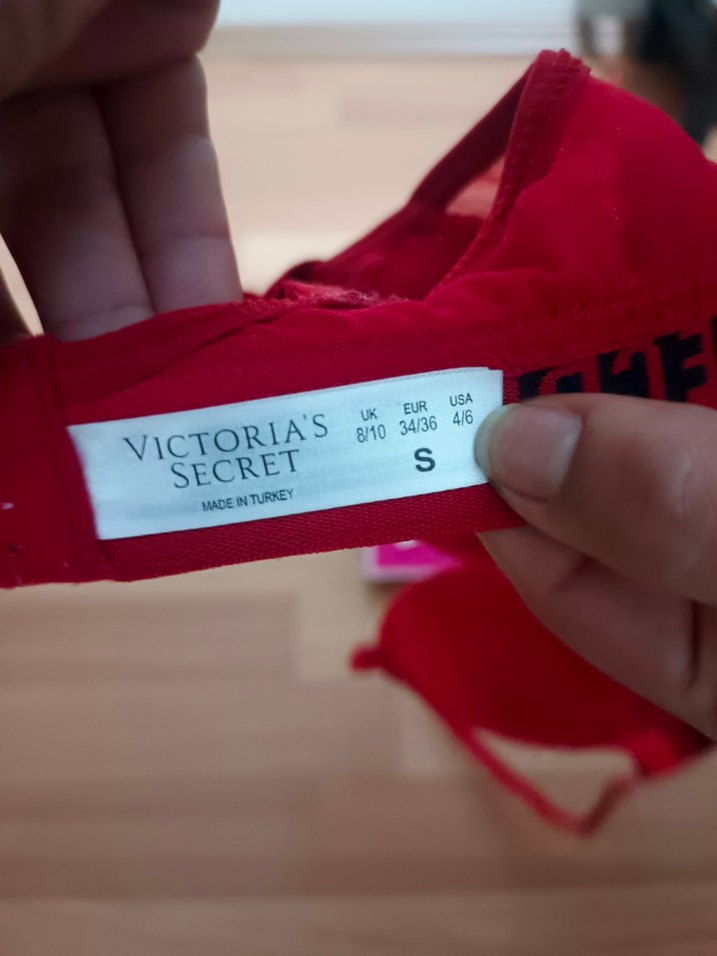 VICTORIA'S
SECRET
MADE IN TURKEY
UK EUR USA
8/10 34/36 4/6
S